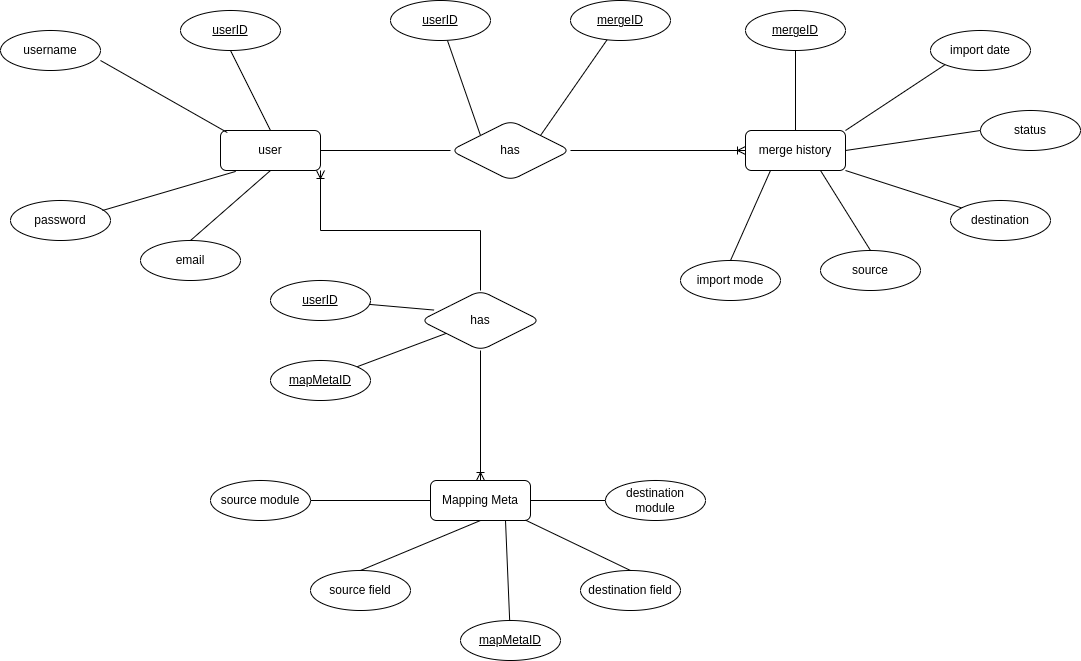 userID
mergeID
userID
mergeID
username
import date
status
user
has
merge history
password
destination
email
source
import mode
userID
has
mapMetaID
source module
Mapping Meta
destination
module
source field
destination field
mapMetaID